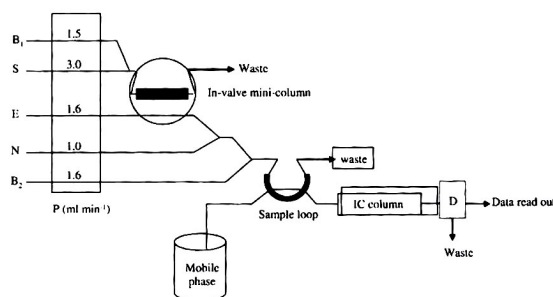 B₁ 1.5
S 3.0
Waste
In-valve mini-column
E 1.6
N 1.0
B₂ 1.6
waste
P (ml min⁻¹)
Sample loop
IC column
D
Data read out
Mobile
phase
Waste